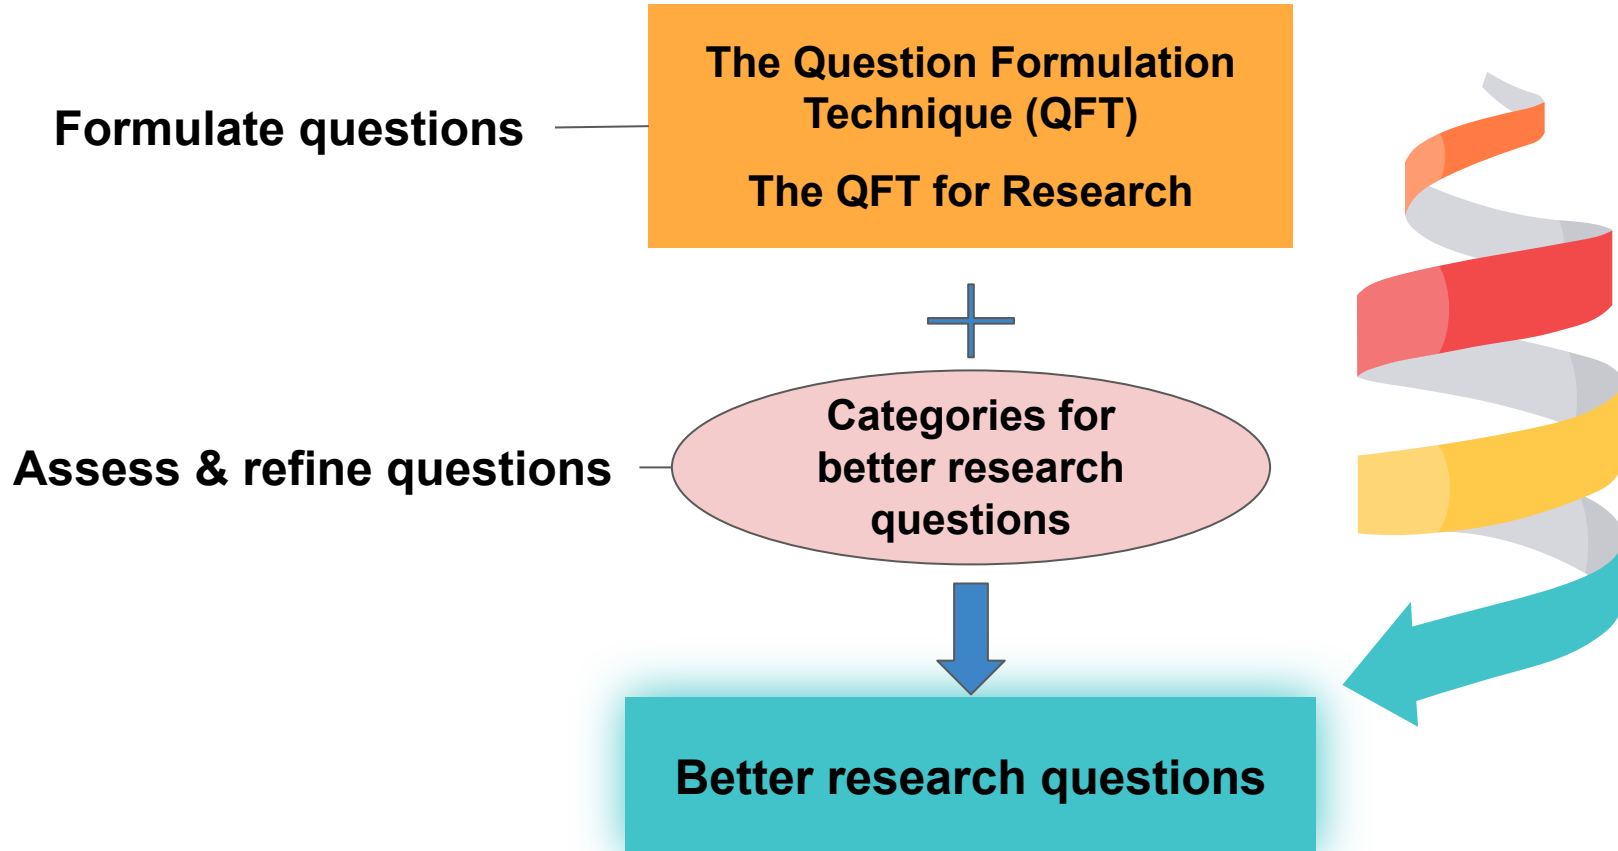 Formulate questions
The Question Formulation
Technique (QFT)
The QFT for Research
Assess & refine questions
Categories for
better research
questions
Better research questions